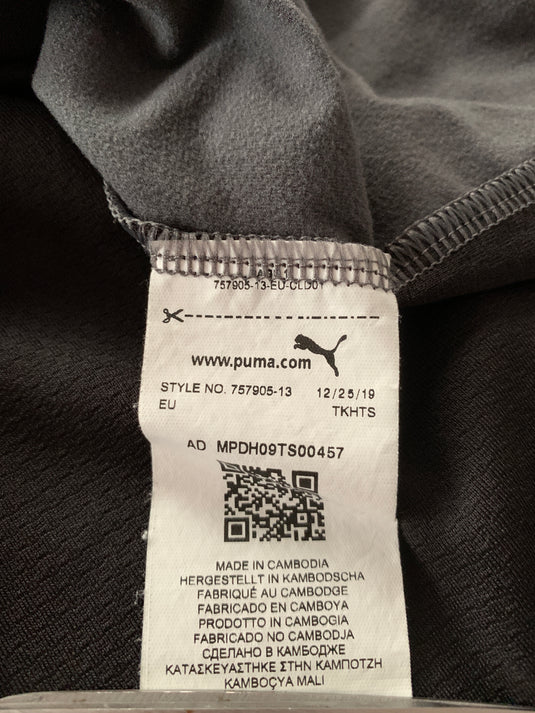 757905-13-EU-CLD01
www.puma.com
STYLE NO. 757905-13 12/25/19
EU TKHTS
AD MPDH09TS00457
MADE IN CAMBODIA
HERGESTELLT IN KAMBODSCHA
FABRIQUÉ AU CAMBODGE
FABRICADO EN CAMBOYA
PRODOTTO IN CAMBOGIA
FABRICADO NO CAMBODJA
СДЕЛАНО В КАМБОДЖЕ
ΚΑΤΑΣΚΕΥΑΣΤΗΚΕ ΣΤΗΝ ΚΑΜΠΟΤΖΗ
KAMBOÇYA MALI